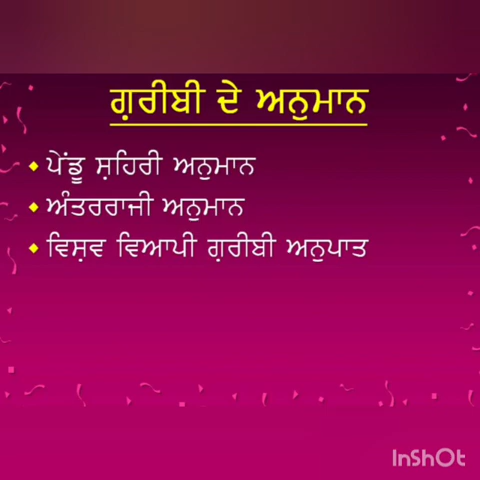 ਗ਼ਰੀਬੀ ਦੇ ਅਨੁਮਾਨ
• ਪੇਂਡੂ ਸ਼ਹਿਰੀ ਅਨੁਮਾਨ
• ਅੰਤਰਰਾਜੀ ਅਨੁਮਾਨ
• ਵਿਸ਼ਵ ਵਿਆਪੀ ਗ਼ਰੀਬੀ ਅਨੁਪਾਤ
InShOt